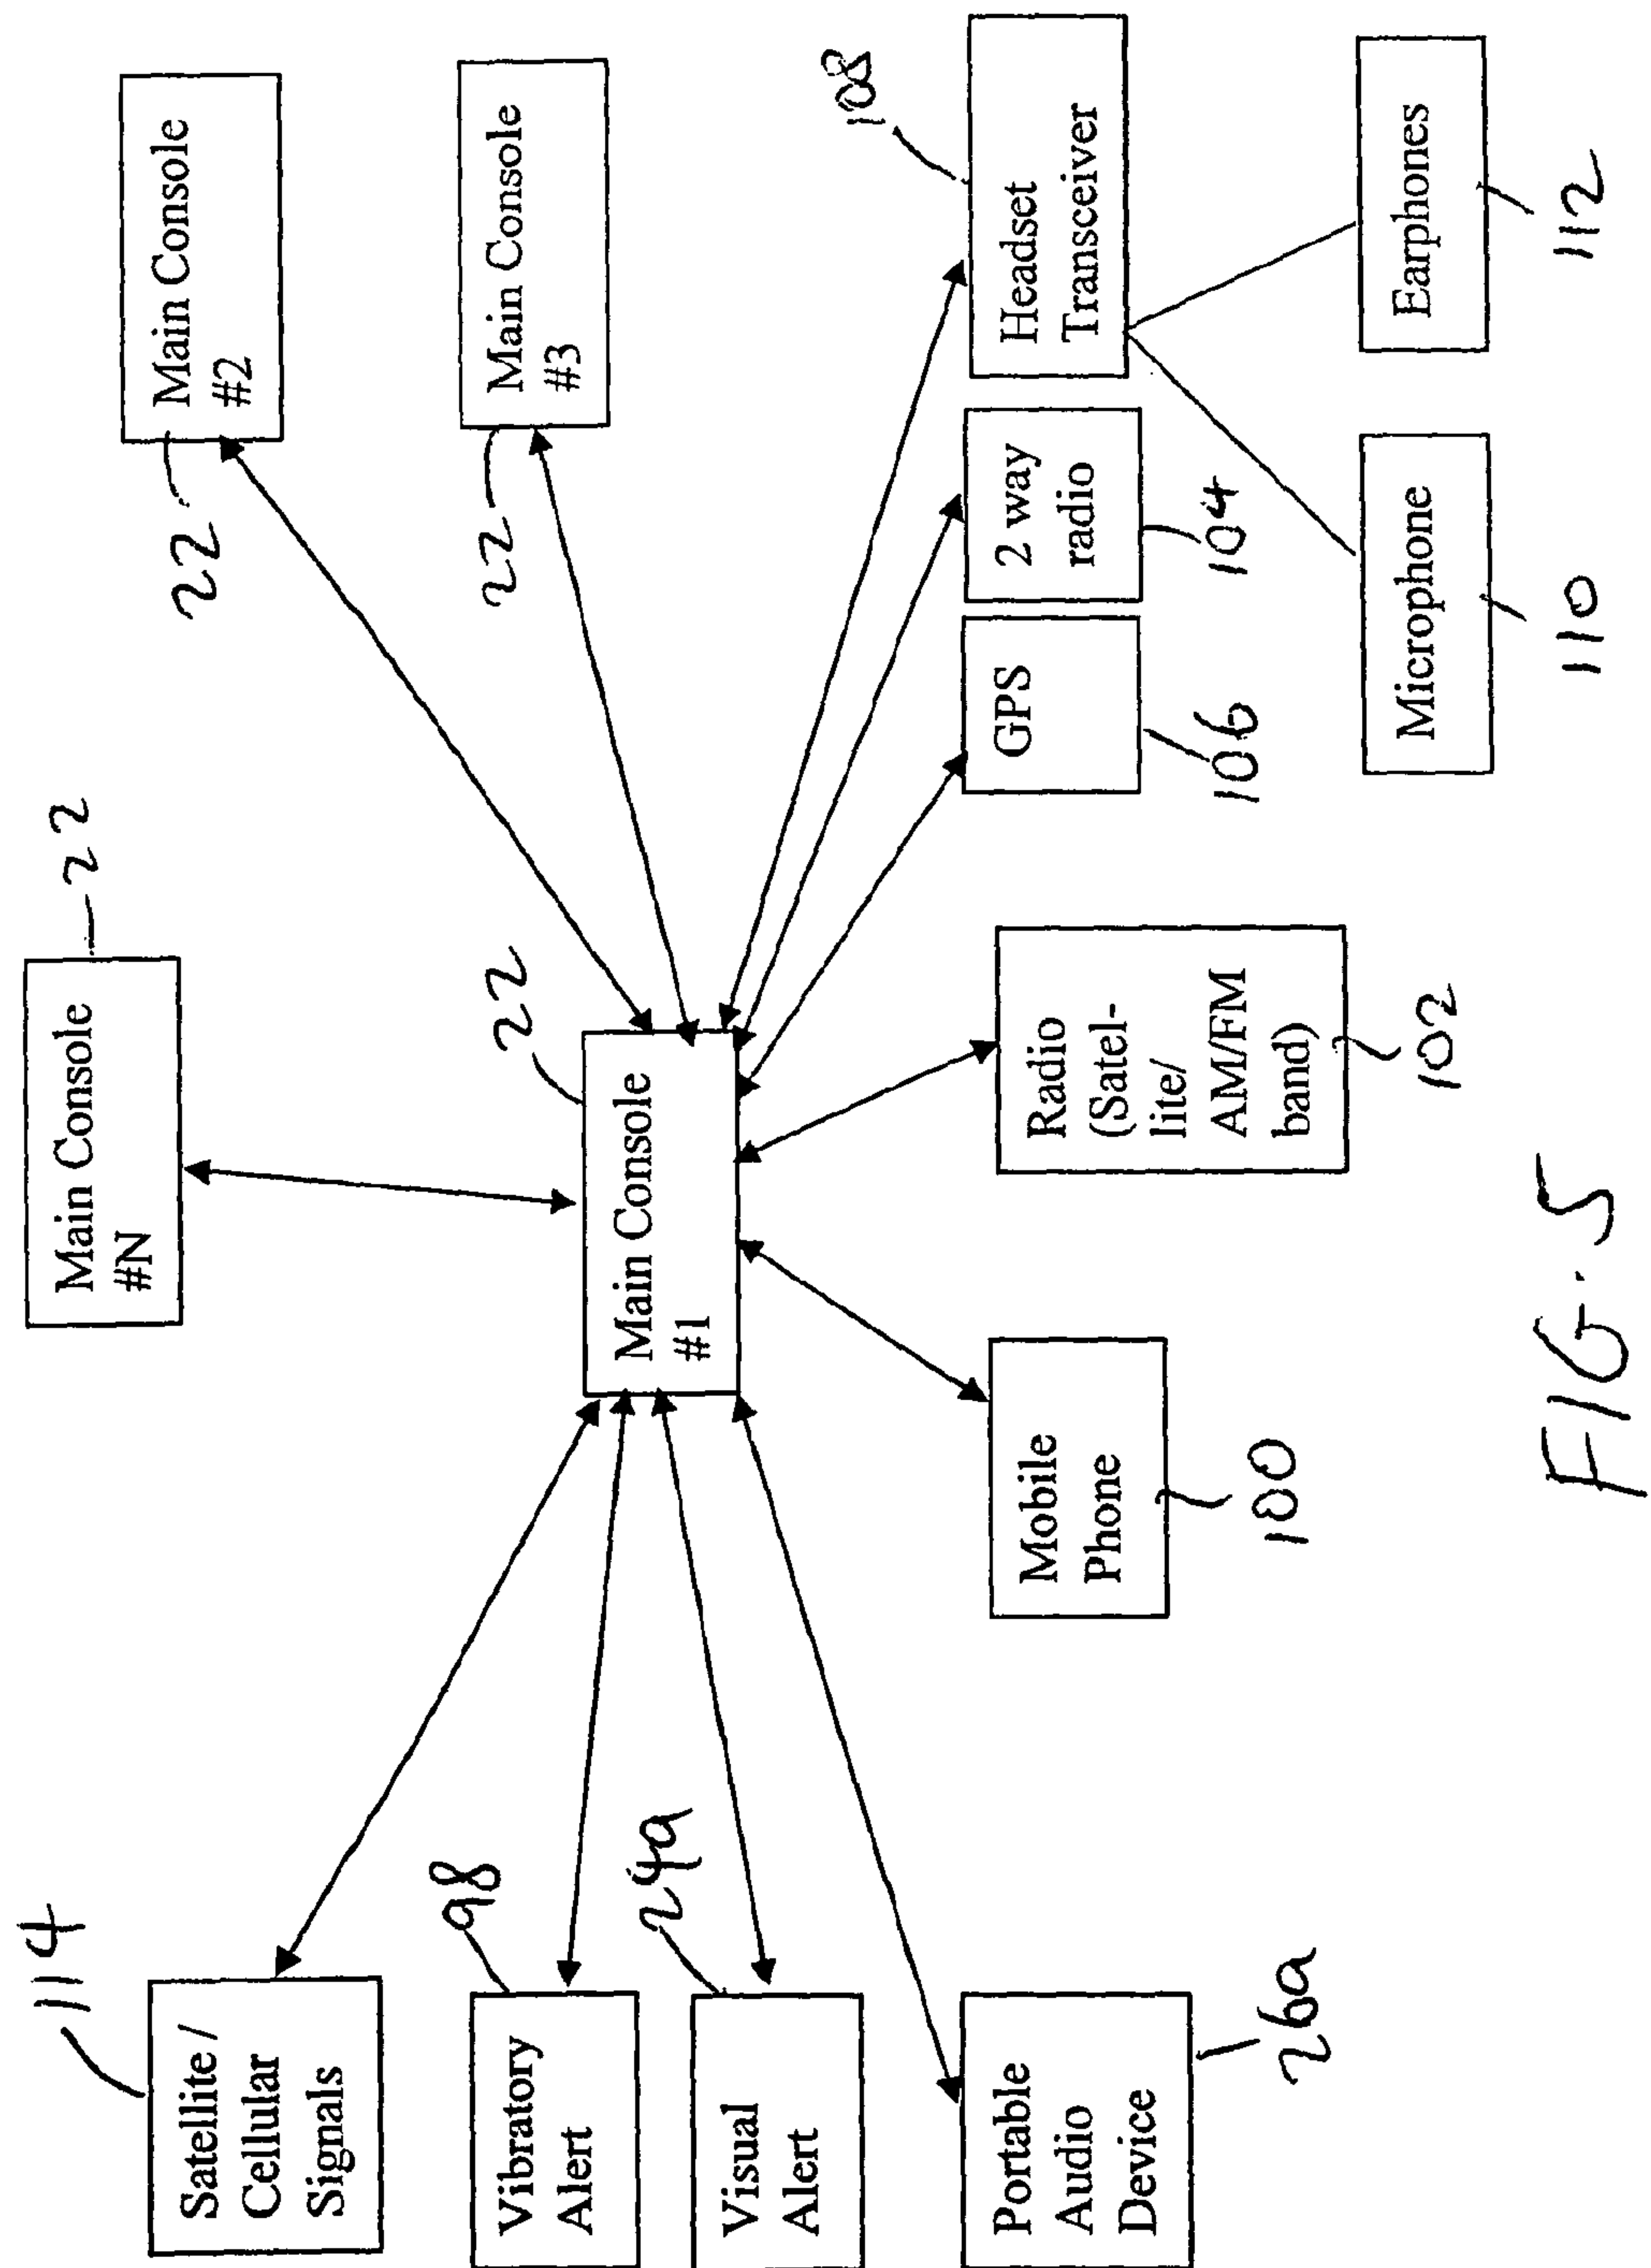 Main Console
#N
22
Main Console
#2
22
Main Console
#3
22
Main Console
#1
22
114
Satellite /
Cellular
Signals
98
Vibratory
Alert
24a
Visual
Alert
Portable
Audio
Device
26a
Mobile
Phone
100
Radio
(Satel-
lite/
AM/FM
band)
102
GPS
106
2 way
radio
104
108
Headset
Transceiver
Microphone
110
Earphones
112
FIG. 5